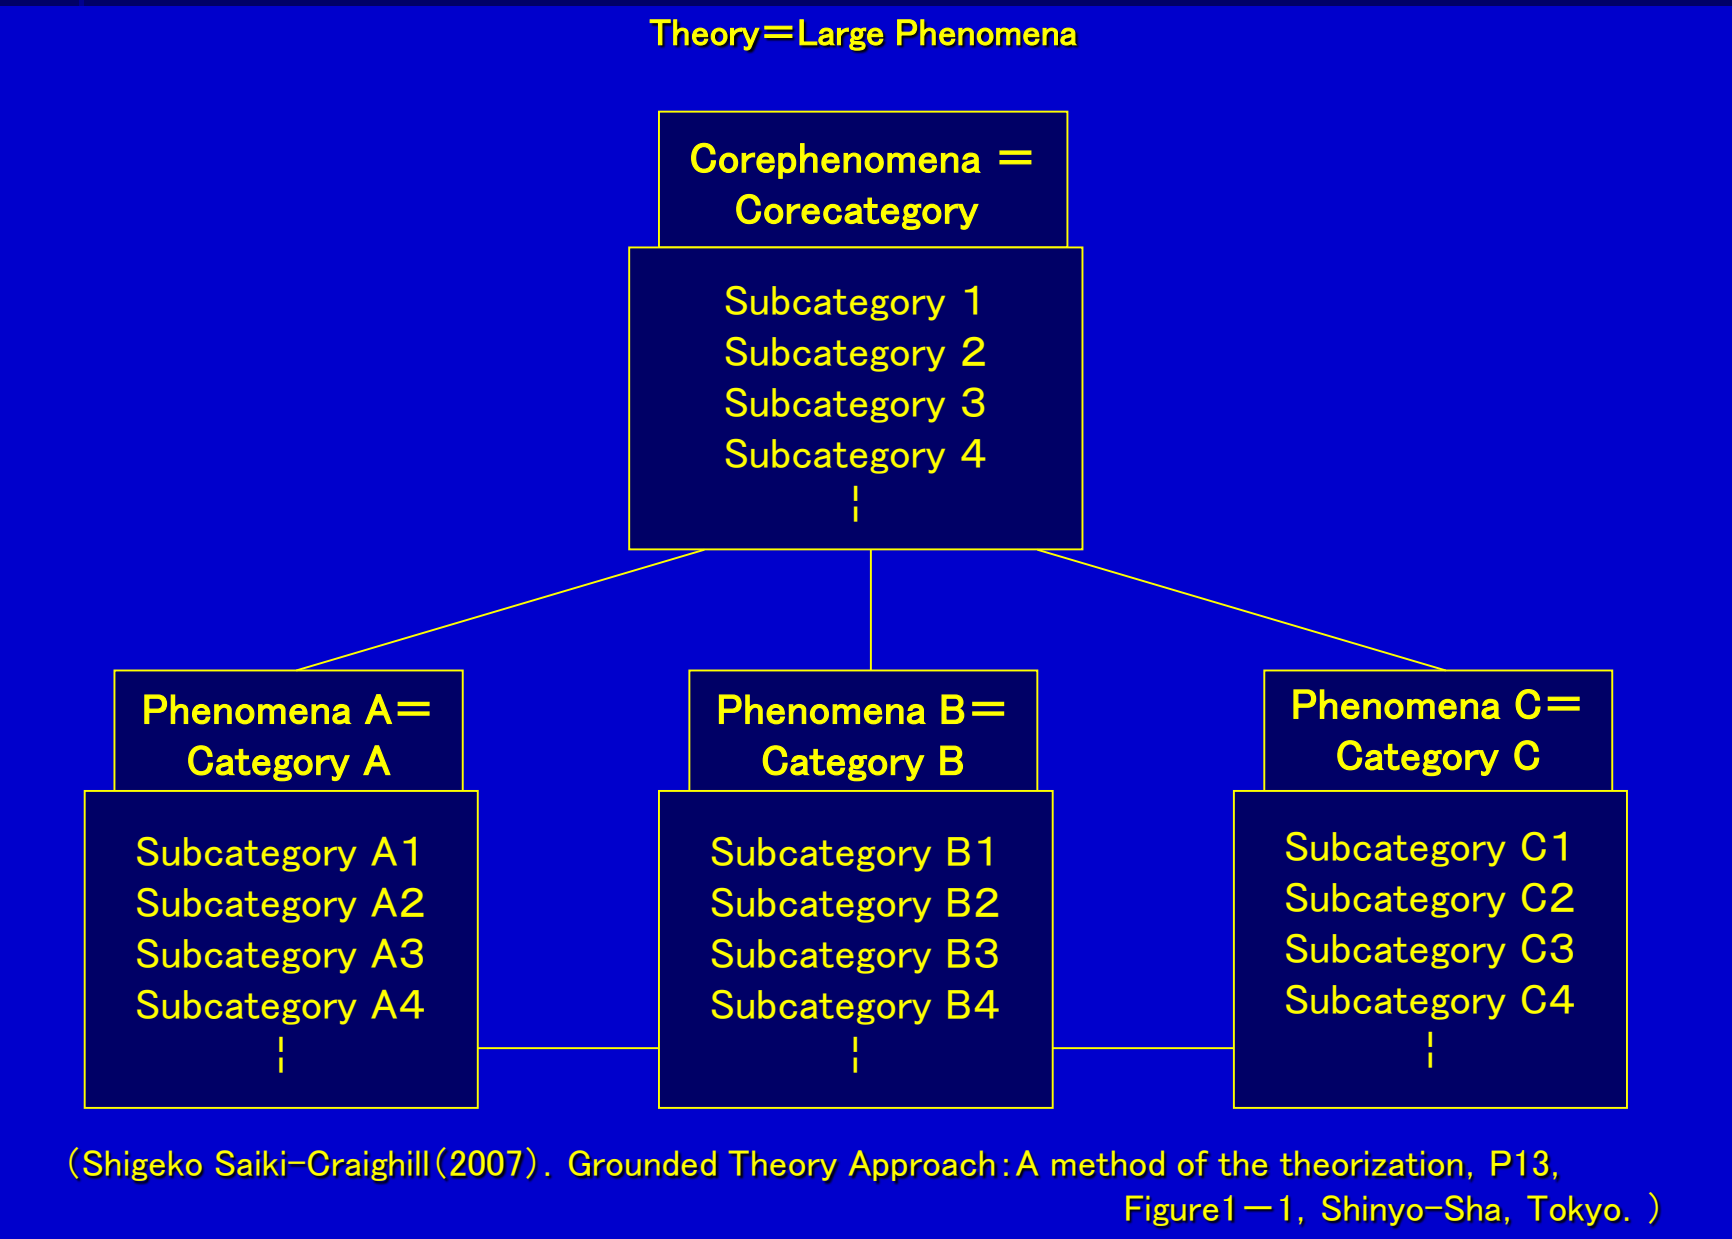 Theory＝Large Phenomena
Corephenomena ＝
Corecategory
Subcategory 1
Subcategory 2
Subcategory 3
Subcategory 4
Phenomena A＝
Category A
Subcategory A1
Subcategory A2
Subcategory A3
Subcategory A4
Phenomena B＝
Category B
Subcategory B1
Subcategory B2
Subcategory B3
Subcategory B4
Phenomena C＝
Category C
Subcategory C1
Subcategory C2
Subcategory C3
Subcategory C4
（Shigeko Saiki-Craighill（2007）. Grounded Theory Approach：A method of the theorization, P13,
Figure1－1, Shinyo-Sha, Tokyo. ）